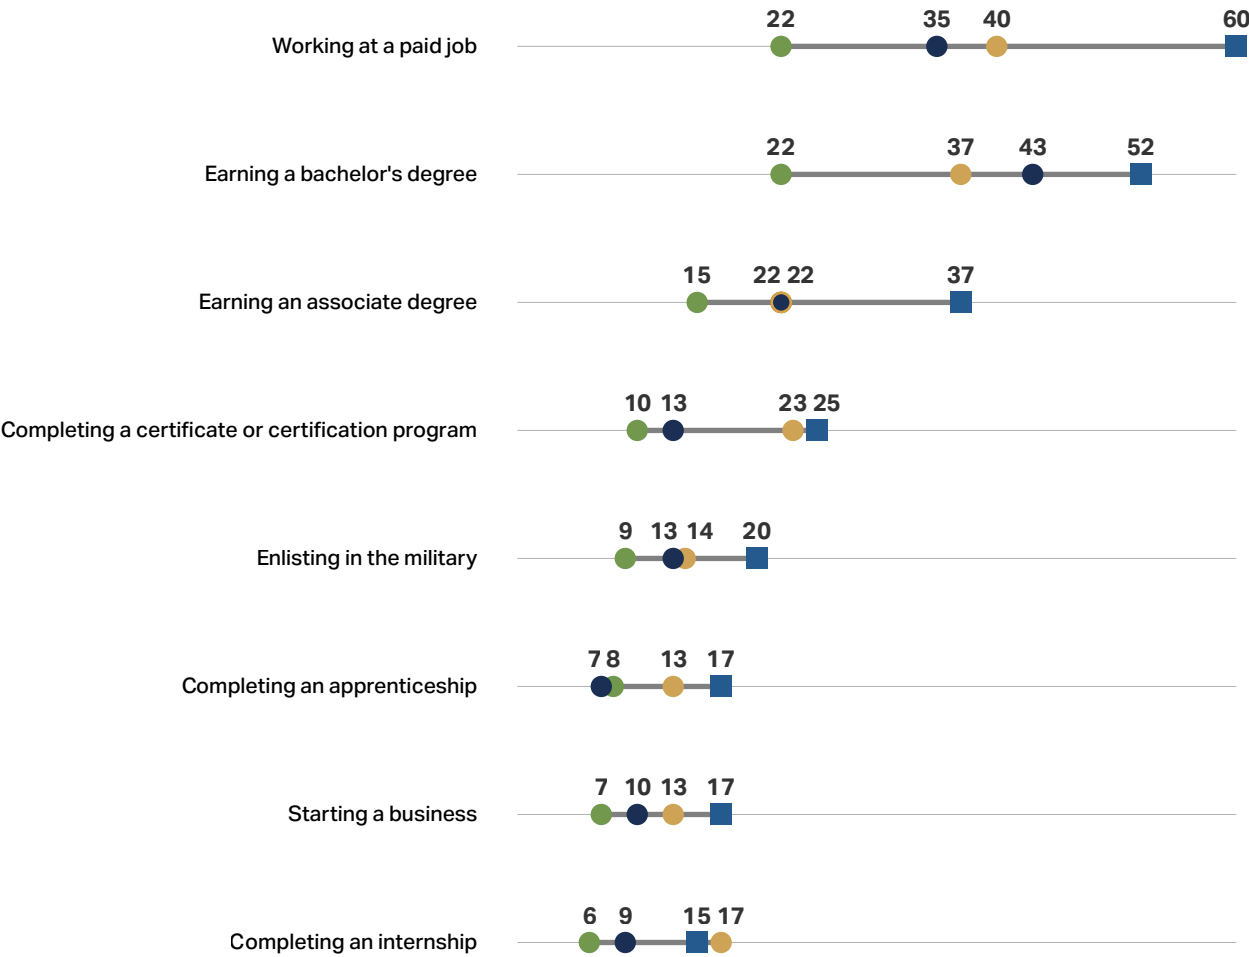 22 35 40 60
Working at a paid job
22 37 43 52
Earning a bachelor's degree
15 22 22 37
Earning an associate degree
10 13 23 25
Completing a certificate or certification program
9 13 14 20
Enlisting in the military
7 8 13 17
Completing an apprenticeship
7 10 13 17
Starting a business
6 9 15 17
Completing an internship